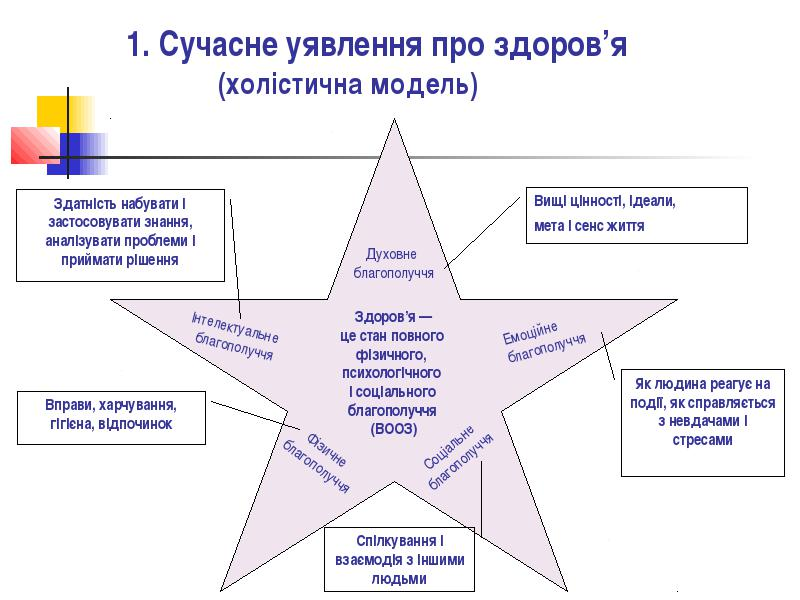 1. Сучасне уявлення про здоров’я
(холістична модель)
Здатність набувати і
застосовувати знання,
аналізувати проблеми і
приймати рішення
Вищі цінності, ідеали,
мета і сенс життя
Духовне
благополуччя
Інтелектуальне
благополуччя
Здоров’я —
це стан повного
фізичного,
психологічного
і соціального
благополуччя
(ВООЗ)
Емоційне
благополуччя
Вправи, харчування,
гігієна, відпочинок
Як людина реагує на
події, як справляється
з невдачами і
стресами
Фізичне
благополуччя
Соціальне
благополуччя
Спілкування і
взаємодія з іншими
людьми